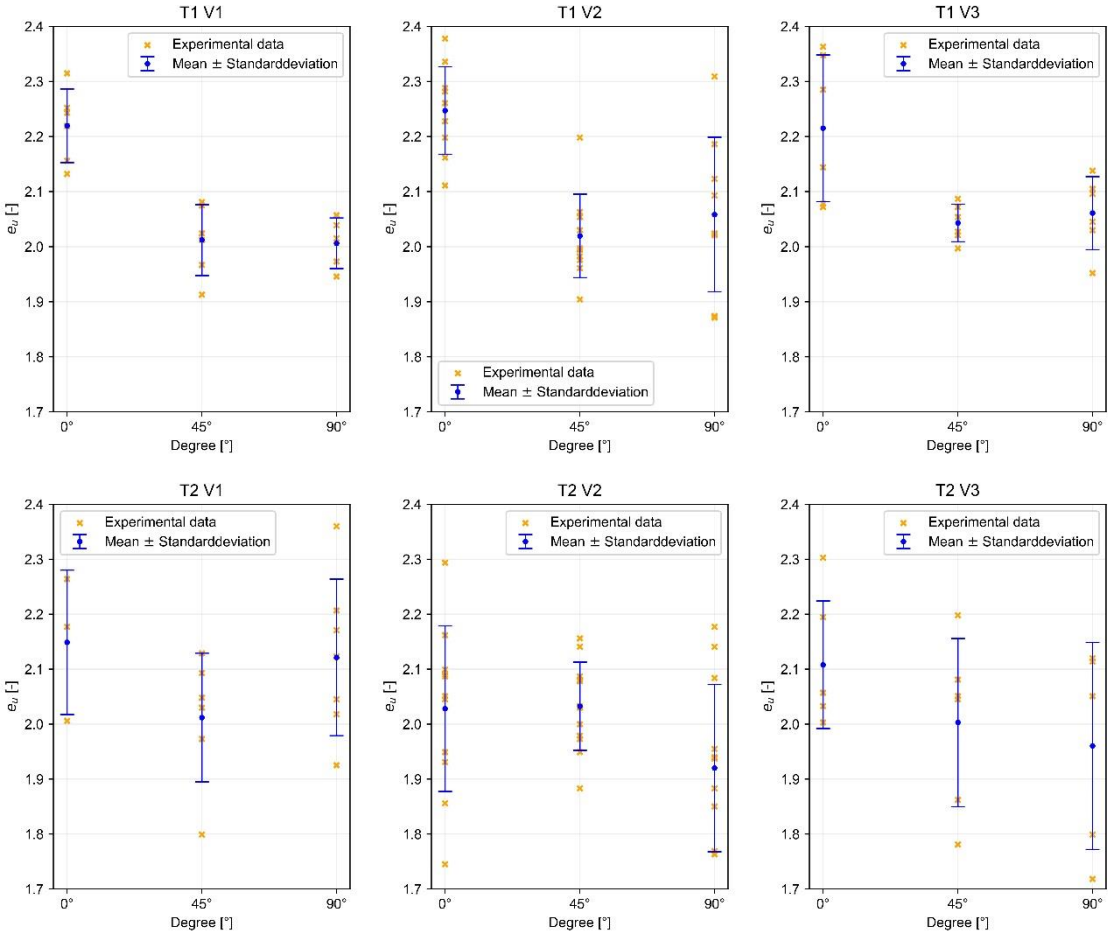 T1 V1
2.4
2.3
2.2
2.1
2.0
1.9
1.8
1.7
e_u [-]
0°
45°
90°
Degree [°]
Experimental data
Mean ± Standarddeviation
T1 V2
2.4
2.3
2.2
2.1
2.0
1.9
1.8
1.7
e_u [-]
0°
45°
90°
Degree [°]
Experimental data
Mean ± Standarddeviation
T1 V3
2.4
2.3
2.2
2.1
2.0
1.9
1.8
1.7
e_u [-]
0°
45°
90°
Degree [°]
Experimental data
Mean ± Standarddeviation
T2 V1
2.4
2.3
2.2
2.1
2.0
1.9
1.8
1.7
e_u [-]
0°
45°
90°
Degree [°]
Experimental data
Mean ± Standarddeviation
T2 V2
2.4
2.3
2.2
2.1
2.0
1.9
1.8
1.7
e_u [-]
0°
45°
90°
Degree [°]
Experimental data
Mean ± Standarddeviation
T2 V3
2.4
2.3
2.2
2.1
2.0
1.9
1.8
1.7
e_u [-]
0°
45°
90°
Degree [°]
Experimental data
Mean ± Standarddeviation